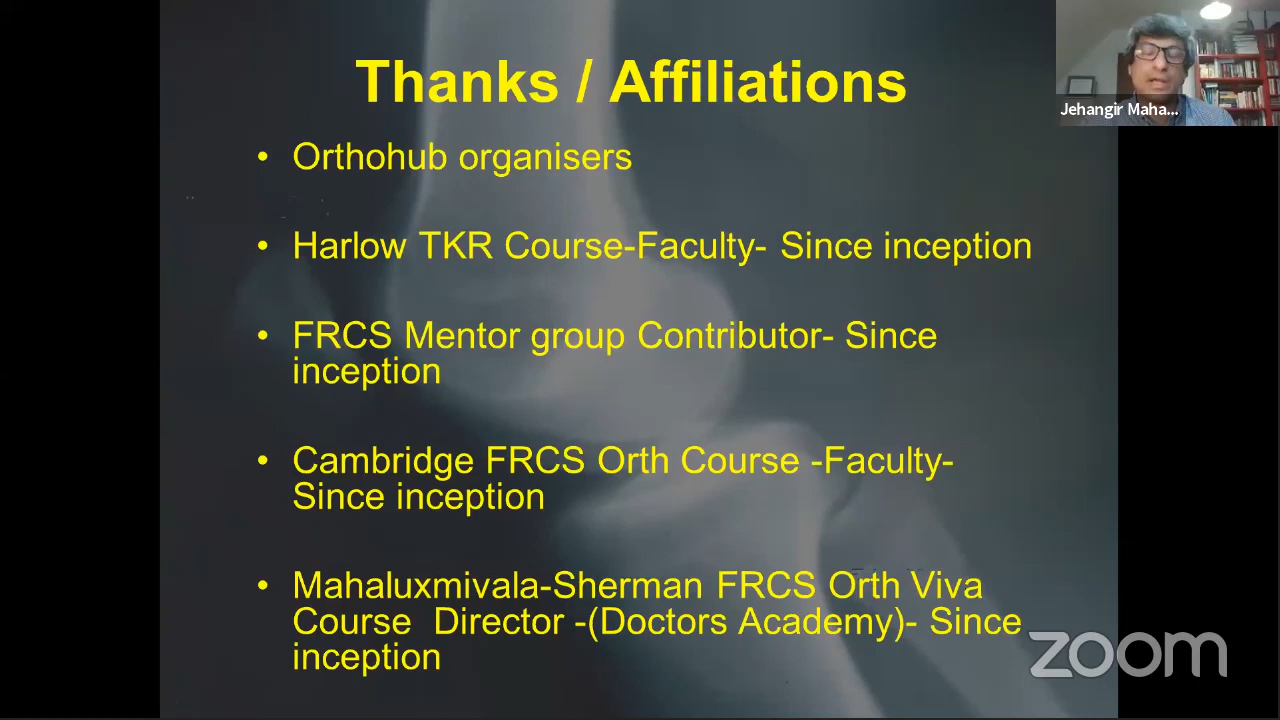 Thanks / Affiliations
Jehangir Maha...
• Orthohub organisers
• Harlow TKR Course-Faculty- Since inception
• FRCS Mentor group Contributor- Since
inception
• Cambridge FRCS Orth Course -Faculty-
Since inception
• Mahaluxmivala-Sherman FRCS Orth Viva
Course  Director -(Doctors Academy)- Since
inception
zoom